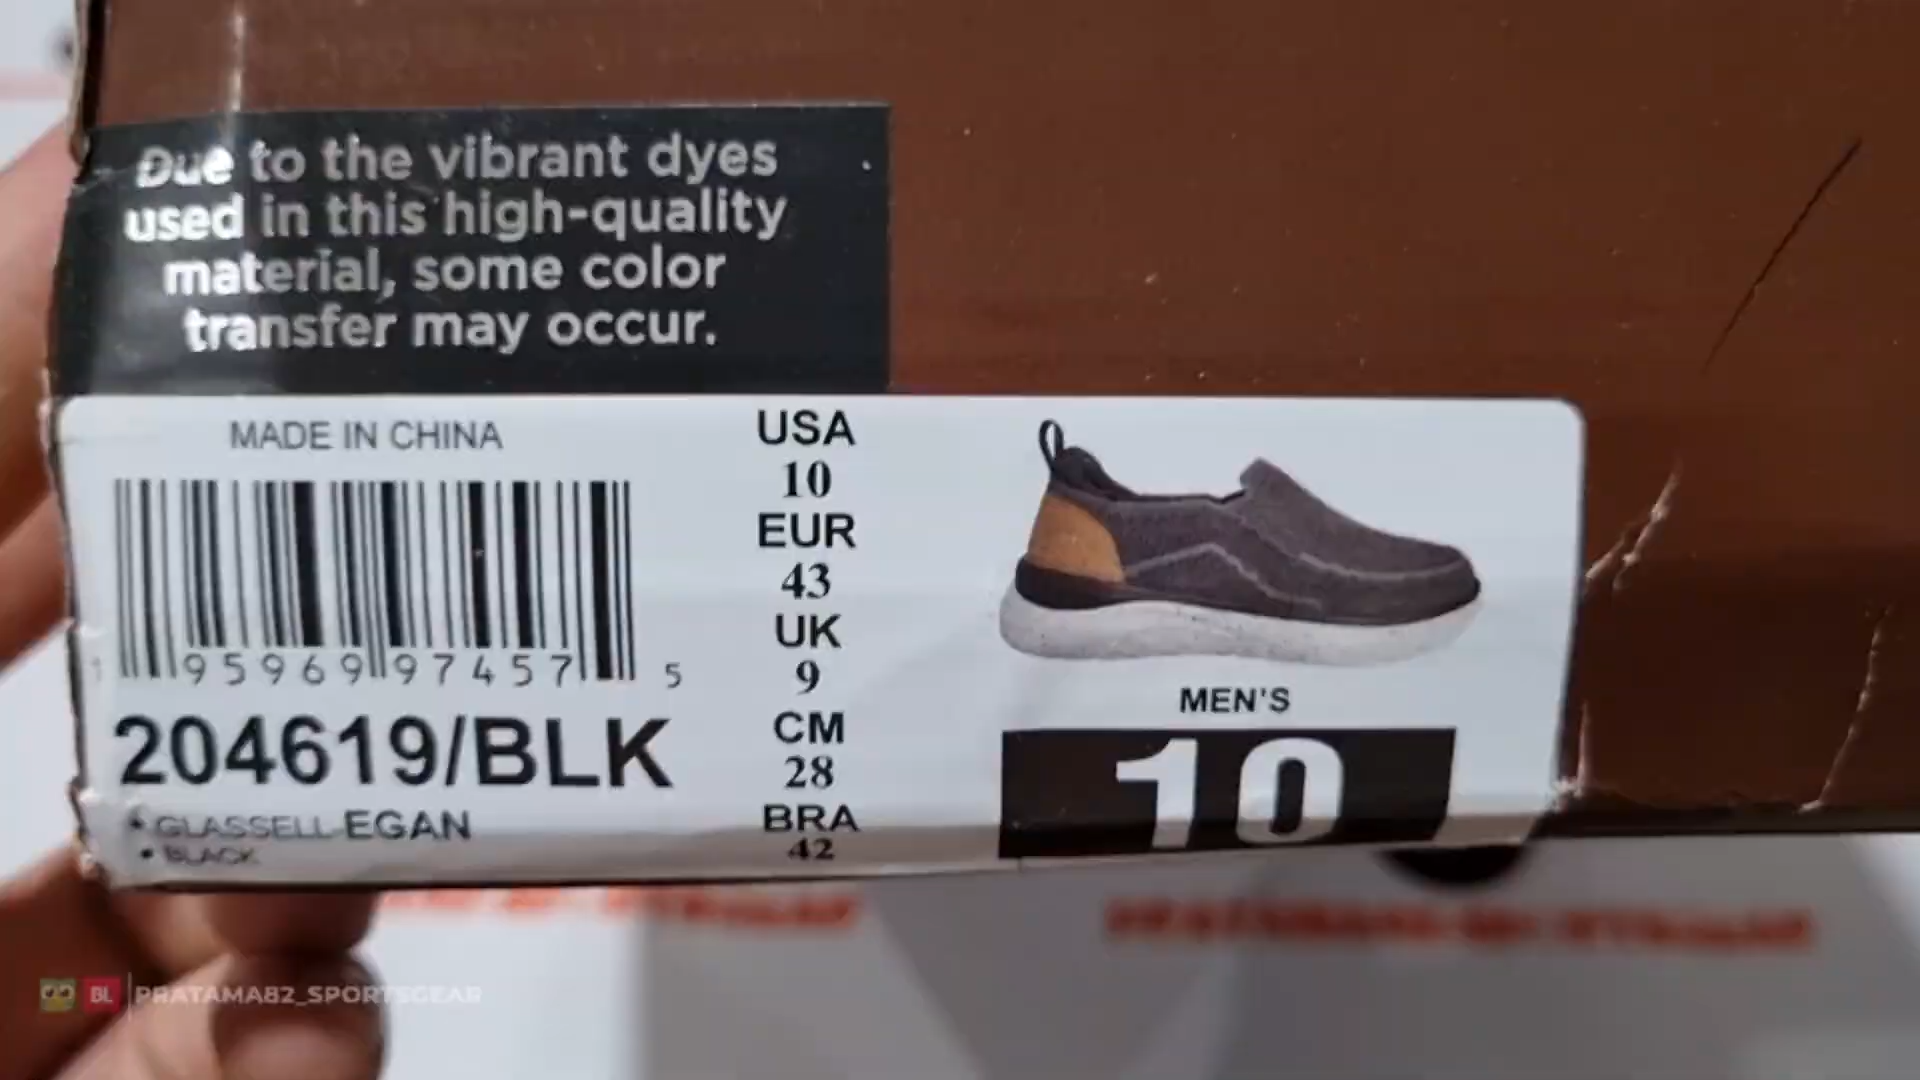 Due to the vibrant dyes
used in this high-quality
material, some color
transfer may occur.
MADE IN CHINA
1 95969 97457 5
204619/BLK
GLASSELL-EGAN
BLACK
USA
10
EUR
43
UK
9
CM
28
BRA
42
MEN'S
10
BL PRATAMA82_SPORTSGEAR